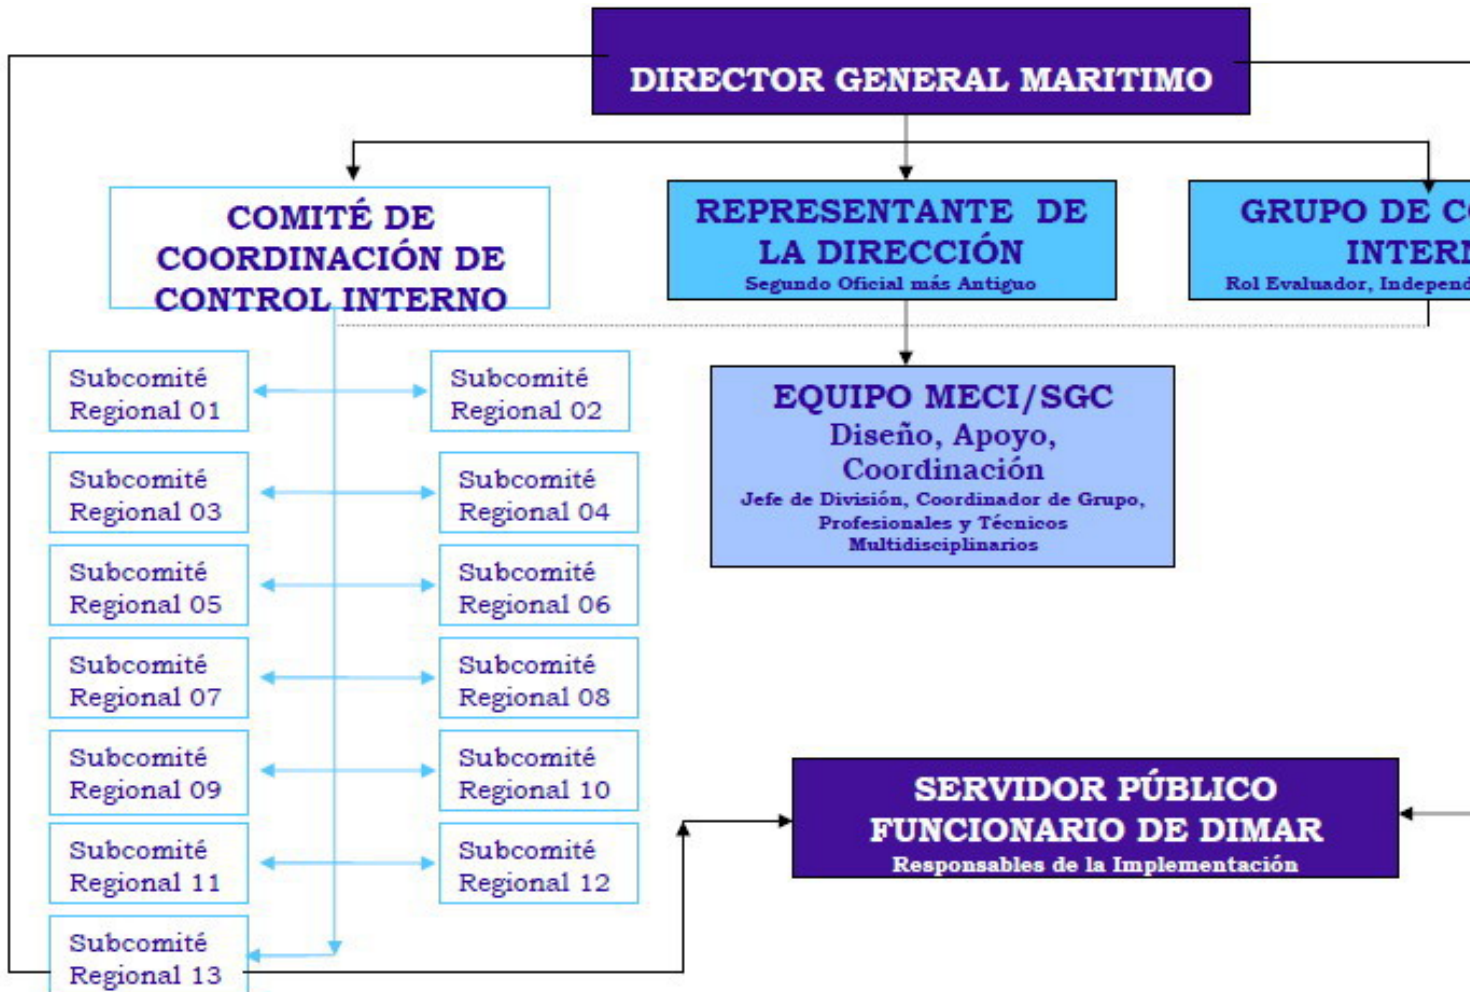 DIRECTOR GENERAL MARITIMO
COMITÉ DE
COORDINACIÓN DE
CONTROL INTERNO
REPRESENTANTE DE
LA DIRECCIÓN
Segundo Oficial más Antiguo
GRUPO DE
Rol Evaluador,
Subcomité
Regional 01
Subcomité
Regional 02
Subcomité
Regional 03
Subcomité
Regional 04
Subcomité
Regional 05
Subcomité
Regional 06
Subcomité
Regional 07
Subcomité
Regional 08
Subcomité
Regional 09
Subcomité
Regional 10
Subcomité
Regional 11
Subcomité
Regional 12
Subcomité
Regional 13
EQUIPO MECI/SGC
Diseño, Apoyo,
Coordinación
Jefe de División, Coordinador de Grupo,
Profesionales y Técnicos
Multidisciplinarios
SERVIDOR PÚBLICO
FUNCIONARIO DE DIMAR
Responsables de la Implementación